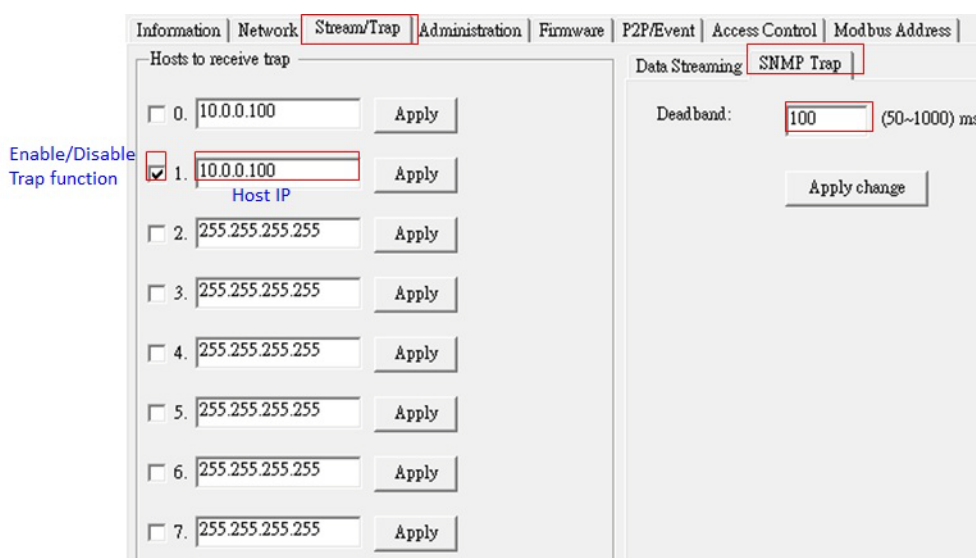 Information Network Stream/Trap Administration Firmware P2P/Event Access Control Modbus Address
Hosts to receive trap
Data Streaming SNMP Trap
0. 10.0.0.100 Apply
Deadband: 100 (50~1000) ms
Enable/Disable
Trap function
1. 10.0.0.100 Apply
Host IP
Apply change
2. 255.255.255.255 Apply
3. 255.255.255.255 Apply
4. 255.255.255.255 Apply
5. 255.255.255.255 Apply
6. 255.255.255.255 Apply
7. 255.255.255.255 Apply